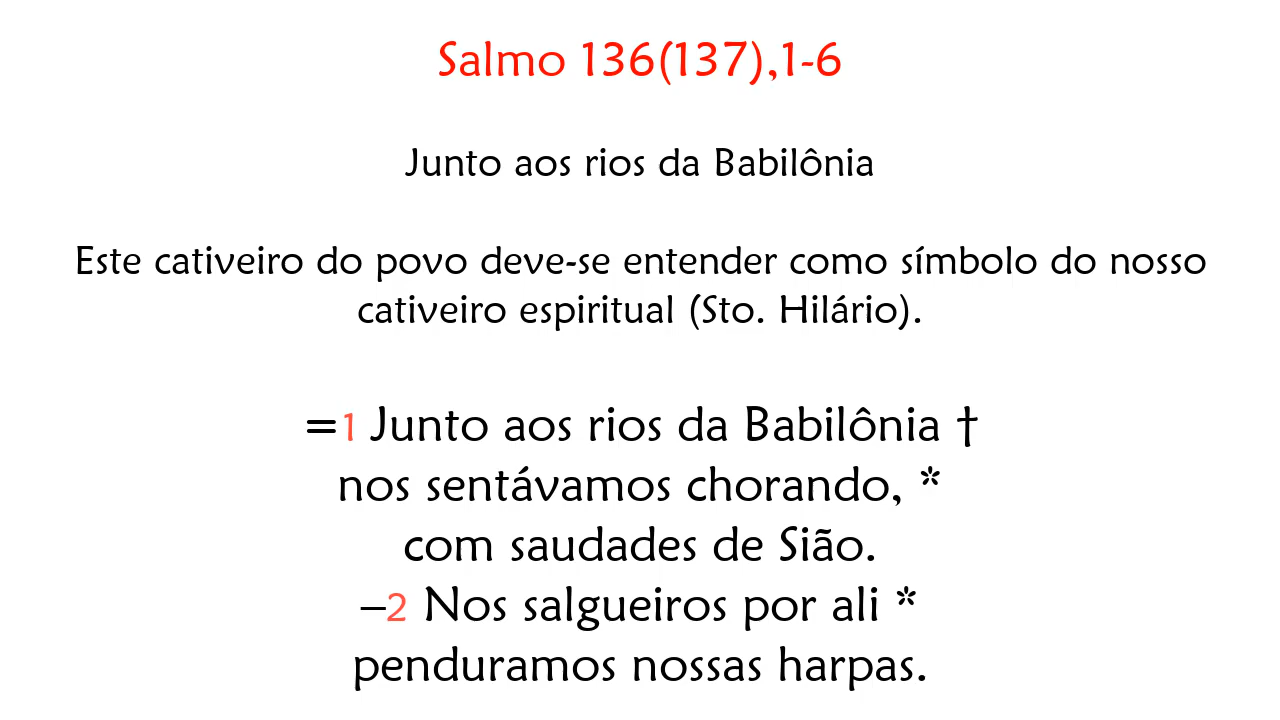 Salmo 136(137),1-6
Junto aos rios da Babilônia
Este cativeiro do povo deve-se entender como símbolo do nosso
cativeiro espiritual (Sto. Hilário).
=1 Junto aos rios da Babilônia †
nos sentávamos chorando, *
com saudades de Sião.
–2 Nos salgueiros por ali *
penduramos nossas harpas.